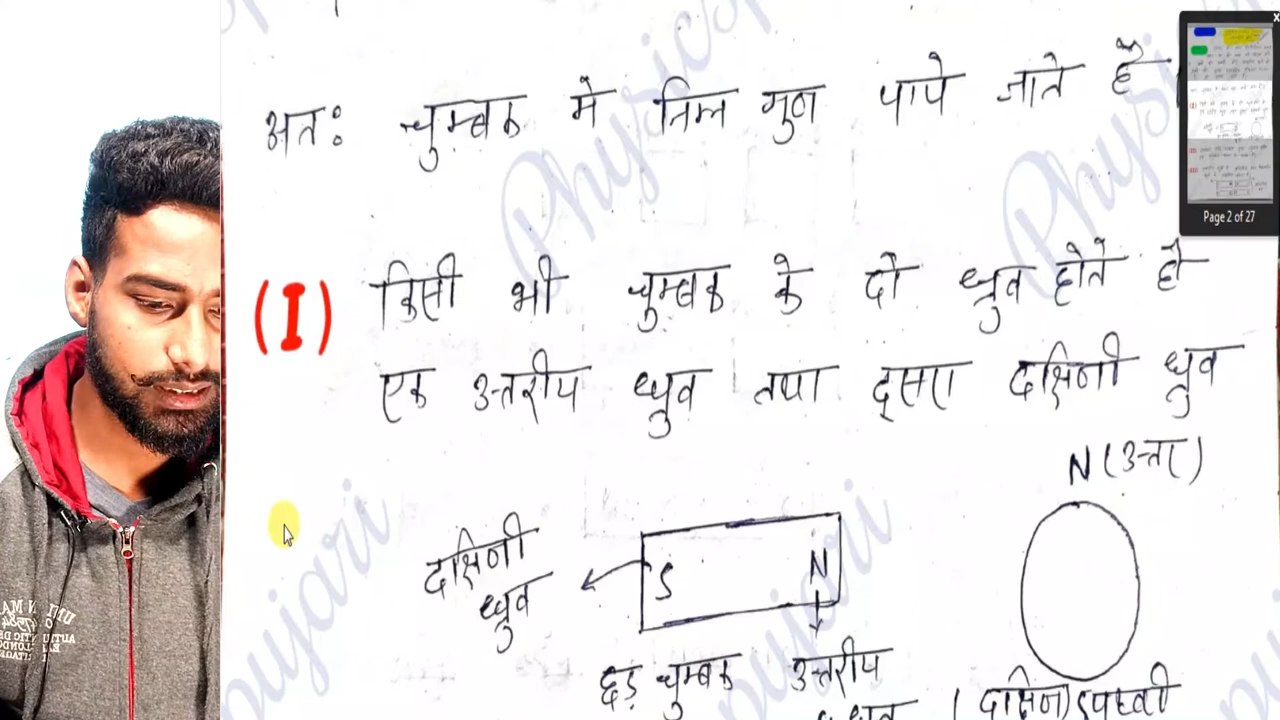 अतः चुम्बक मे निम्न गुण पाये जाते है
(I) किसी भी चुम्बक के दो ध्रुव होते है
एक उत्तरीय ध्रुव तथा दूसरा दक्षिणी ध्रुव
N (उत्तर)
दक्षिणी
ध्रुव
S
N
छड़ चुम्बक
उत्तरीय
ध्रुव
(दक्षिण) S पृथ्वी
Page 2 of 27
Physicspujari